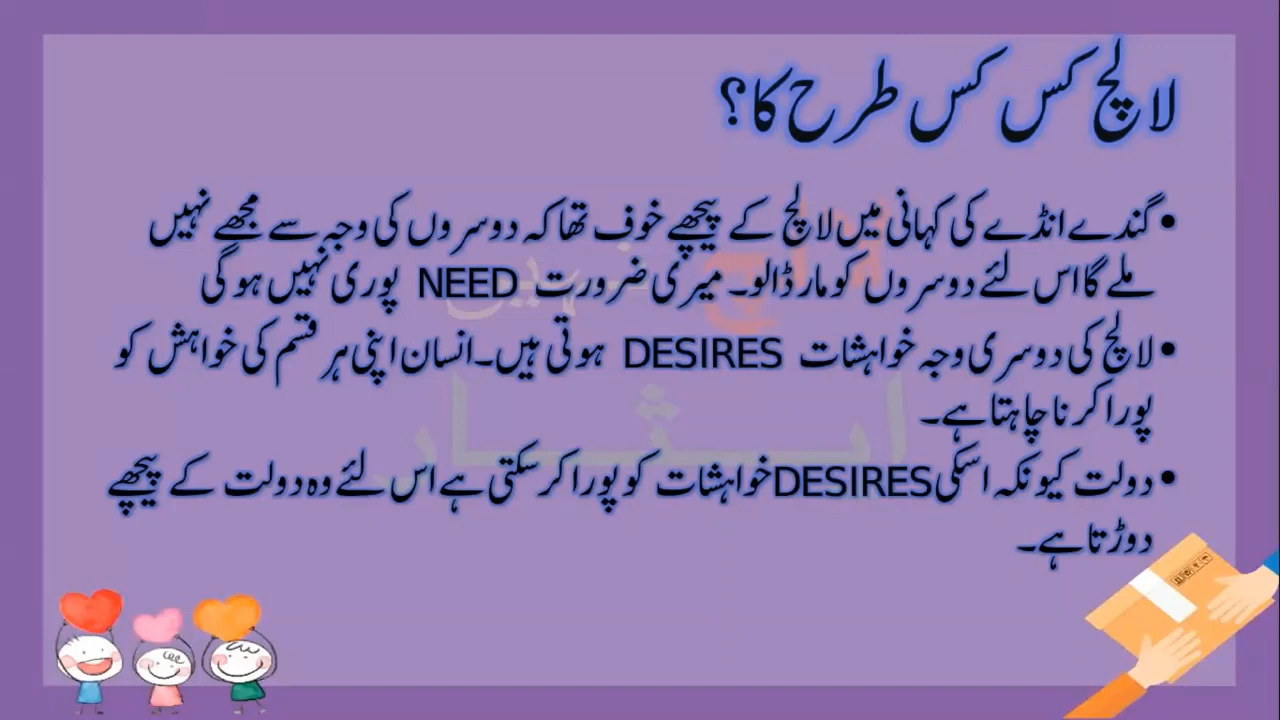 لالچ کس کس طرح کا؟
• گندے انڈے کی کہانی میں لالچ کے پیچھے خوف تھا کہ دوسروں کی وجہ سے مجھے نہیں
ملے گا اس لئے دوسروں کو مار ڈالو۔ میری ضرورت NEED پوری نہیں ہوگی
• لالچ کی دوسری وجہ خواہشات DESIRES ہوتی ہیں۔ انسان اپنی ہر قسم کی خواہش کو
پورا کرنا چاہتا ہے۔
• دولت کیونکہ اسکی DESIRES خواہشات کو پورا کر سکتی ہے اس لئے وہ دولت کے پیچھے
دوڑتا ہے۔
لالچ نہیں
ایثار